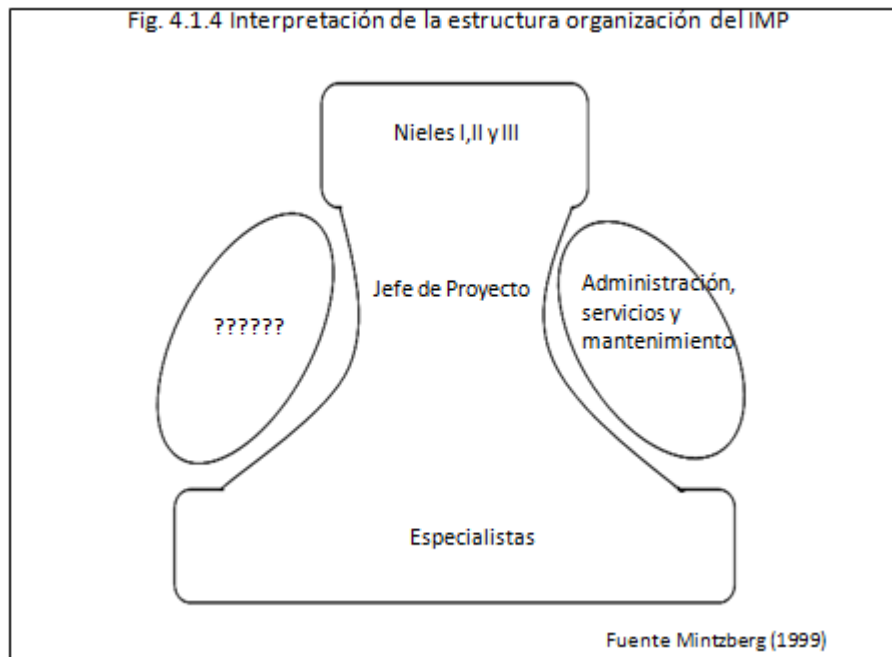 Fig. 4.1.4 Interpretación de la estructura organización del IMP
Nieles I,II y III
Jefe de Proyecto
??????
Administración,
servicios y
mantenimiento
Especialistas
Fuente Mintzberg (1999)